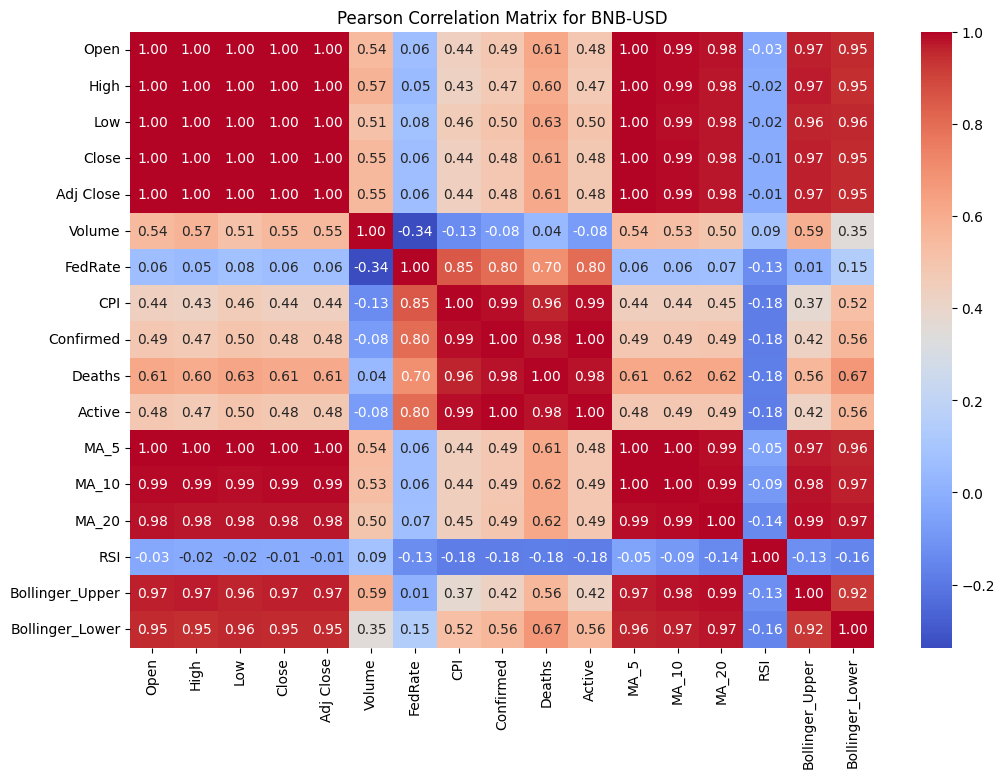 Pearson Correlation Matrix for BNB-USD
Open 1.00 1.00 1.00 1.00 1.00 0.54 0.06 0.44 0.49 0.61 0.48 1.00 0.99 0.98 -0.03 0.97 0.95
High 1.00 1.00 1.00 1.00 1.00 0.57 0.05 0.43 0.47 0.60 0.47 1.00 0.99 0.98 -0.02 0.97 0.95
Low 1.00 1.00 1.00 1.00 1.00 0.51 0.08 0.46 0.50 0.63 0.50 1.00 0.99 0.98 -0.02 0.96 0.96
Close 1.00 1.00 1.00 1.00 1.00 0.55 0.06 0.44 0.48 0.61 0.48 1.00 0.99 0.98 -0.01 0.97 0.95
Adj Close 1.00 1.00 1.00 1.00 1.00 0.55 0.06 0.44 0.48 0.61 0.48 1.00 0.99 0.98 -0.01 0.97 0.95
Volume 0.54 0.57 0.51 0.55 0.55 1.00 -0.34 -0.13 -0.08 0.04 -0.08 0.54 0.53 0.50 0.09 0.59 0.35
FedRate 0.06 0.05 0.08 0.06 0.06 -0.34 1.00 0.85 0.80 0.70 0.80 0.06 0.06 0.07 -0.13 0.01 0.15
CPI 0.44 0.43 0.46 0.44 0.44 -0.13 0.85 1.00 0.99 0.96 0.99 0.44 0.44 0.45 -0.18 0.37 0.52
Confirmed 0.49 0.47 0.50 0.48 0.48 -0.08 0.80 0.99 1.00 0.98 1.00 0.49 0.49 0.49 -0.18 0.42 0.56
Deaths 0.61 0.60 0.63 0.61 0.61 0.04 0.70 0.96 0.98 1.00 0.98 0.61 0.62 0.62 -0.18 0.56 0.67
Active 0.48 0.47 0.50 0.48 0.48 -0.08 0.80 0.99 1.00 0.98 1.00 0.48 0.49 0.49 -0.18 0.42 0.56
MA_5 1.00 1.00 1.00 1.00 1.00 0.54 0.06 0.44 0.49 0.61 0.48 1.00 1.00 0.99 -0.05 0.97 0.96
MA_10 0.99 0.99 0.99 0.99 0.99 0.53 0.06 0.44 0.49 0.62 0.49 1.00 1.00 0.99 -0.09 0.98 0.97
MA_20 0.98 0.98 0.98 0.98 0.98 0.50 0.07 0.45 0.49 0.62 0.49 0.99 0.99 1.00 -0.14 0.99 0.97
RSI -0.03 -0.02 -0.02 -0.01 -0.01 0.09 -0.13 -0.18 -0.18 -0.18 -0.18 -0.05 -0.09 -0.14 1.00 -0.13 -0.16
Bollinger_Upper 0.97 0.97 0.96 0.97 0.97 0.59 0.01 0.37 0.42 0.56 0.42 0.97 0.98 0.99 -0.13 1.00 0.92
Bollinger_Lower 0.95 0.95 0.96 0.95 0.95 0.35 0.15 0.52 0.56 0.67 0.56 0.96 0.97 0.97 -0.16 0.92 1.00
Open High Low Close Adj Close Volume FedRate CPI Confirmed Deaths Active MA_5 MA_10 MA_20 RSI Bollinger_Upper Bollinger_Lower
1.0
0.8
0.6
0.4
0.2
0.0
−0.2